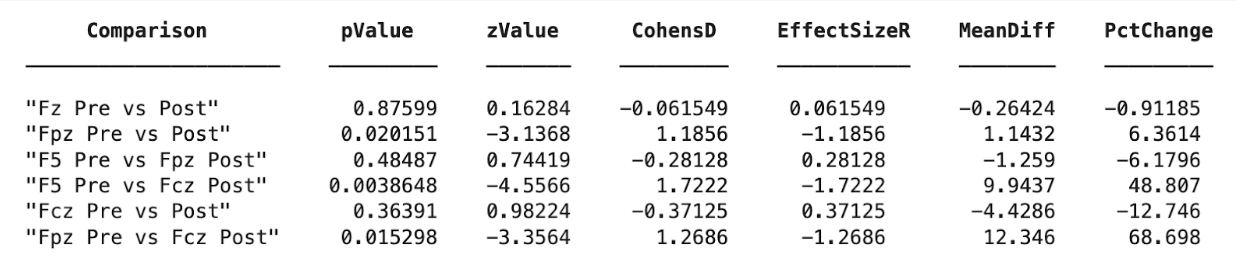 Comparison pValue zValue CohensD EffectSizeR MeanDiff PctChange
"Fz Pre vs Post" 0.87599 0.16284 -0.061549 0.061549 -0.26424 -0.91185
"Fpz Pre vs Post" 0.020151 -3.1368 1.1856 -1.1856 1.1432 6.3614
"F5 Pre vs Fpz Post" 0.48487 0.74419 -0.28128 0.28128 -1.259 -6.1796
"F5 Pre vs Fcz Post" 0.0038648 -4.5566 1.7222 -1.7222 9.9437 48.807
"Fcz Pre vs Post" 0.36391 0.98224 -0.37125 0.37125 -4.4286 -12.746
"Fpz Pre vs Fcz Post" 0.015298 -3.3564 1.2686 -1.2686 12.346 68.698